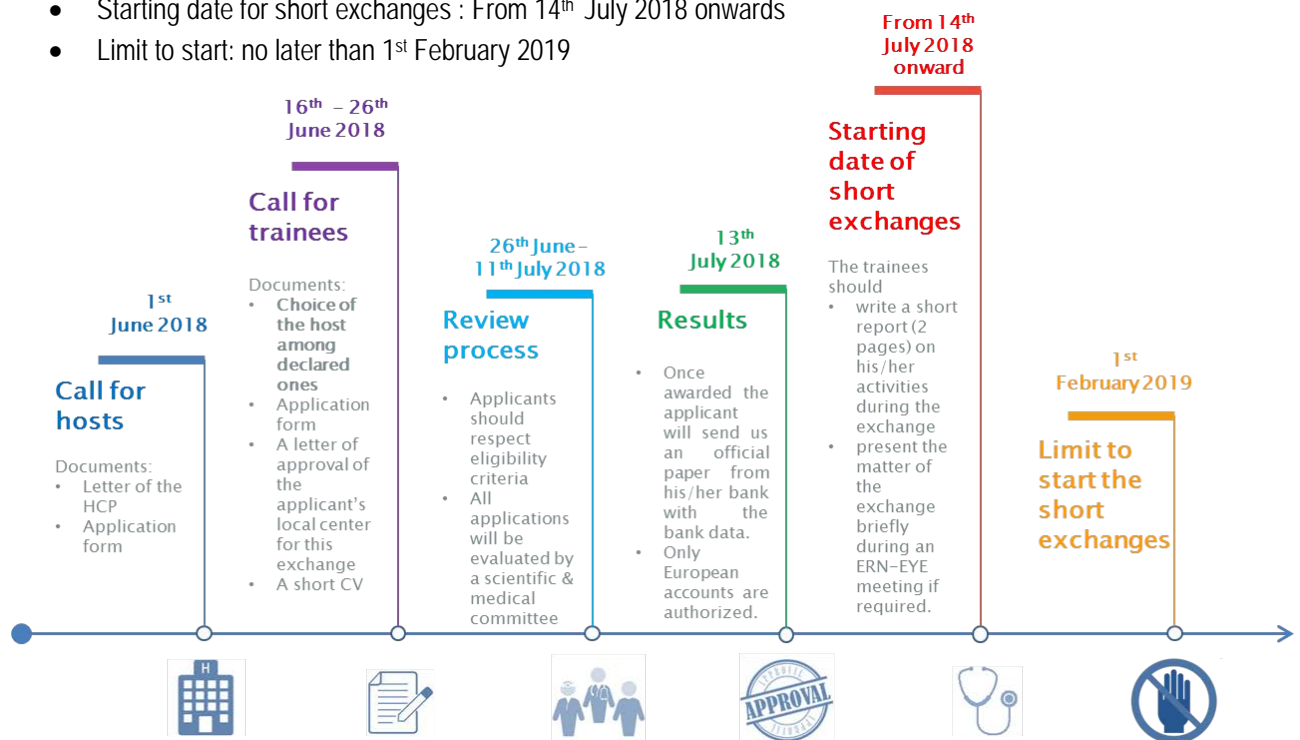 • Starting date for short exchanges : From 14th July 2018 onwards
• Limit to start: no later than 1st February 2019
1st
June 2018
Call for
hosts
Documents:
• Letter of the
HCP
• Application
form
16th – 26th
June 2018
Call for
trainees
Documents:
• Choice of
the host
among
declared
ones
• Application
form
• A letter of
approval of
the
applicant's
local center
for this
exchange
• A short CV
26th June –
11th July 2018
Review
process
• Applicants
should
respect
eligibility
criteria
• All
applications
will be
evaluated by
a scientific &
medical
committee
13th
July 2018
Results
• Once
awarded the
applicant
will send us
an official
paper from
his/her bank
with the
bank data.
• Only
European
accounts are
authorized.
From 14th
July 2018
onward
Starting
date of
short
exchanges
The trainees
should
• write a short
report (2
pages) on
his/her
activities
during the
exchange
• present the
matter of
the
exchange
briefly
during an
ERN-EYE
meeting if
required.
1st
February 2019
Limit to
start the
short
exchanges
H
APPROVAL